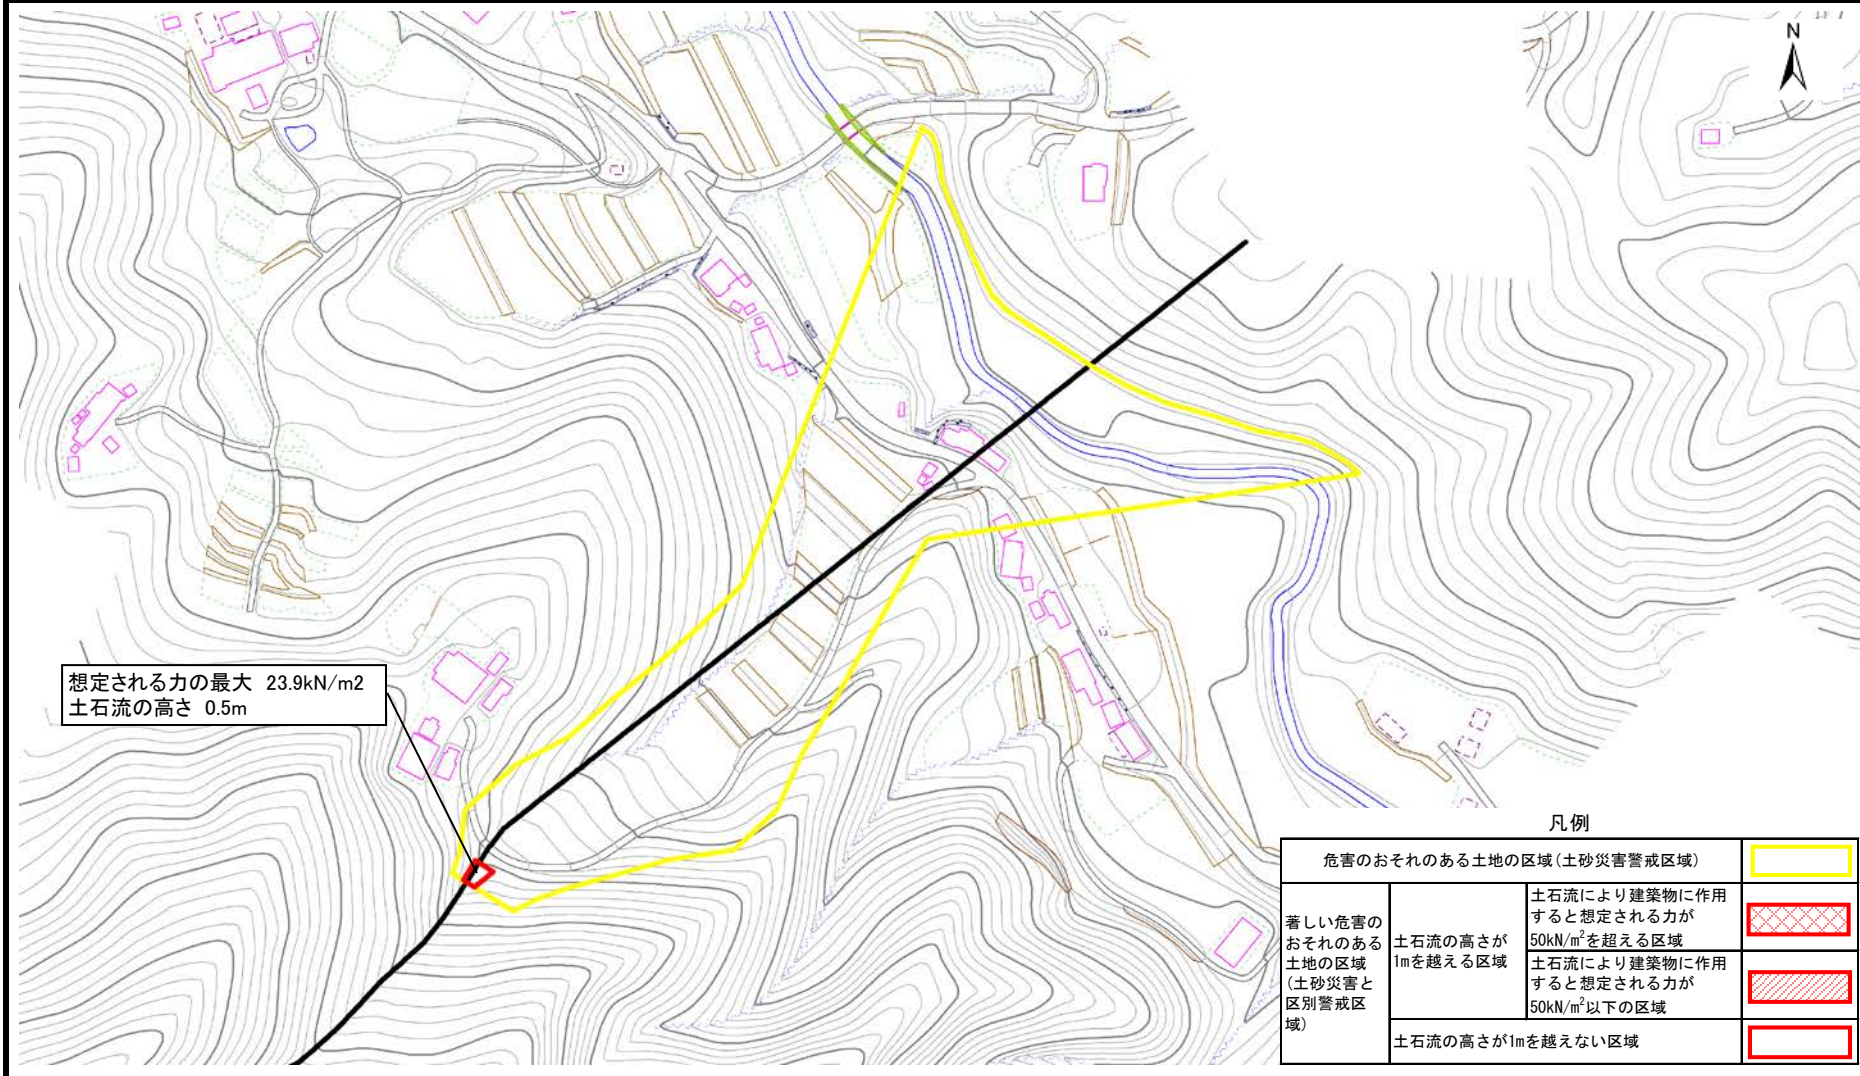 N
想定される力の最大 23.9kN/m2
土石流の高さ 0.5m
凡例
危害のおそれのある土地の区域(土砂災害警戒区域)
著しい危害の
おそれのある
土地の区域
(土砂災害と
区別警戒区
域)
土石流の高さが
1mを越える区域
土石流により建築物に作用
すると想定される力が
50kN/m²を超える区域
土石流により建築物に作用
すると想定される力が
50kN/m²以下の区域
土石流の高さが1mを越えない区域